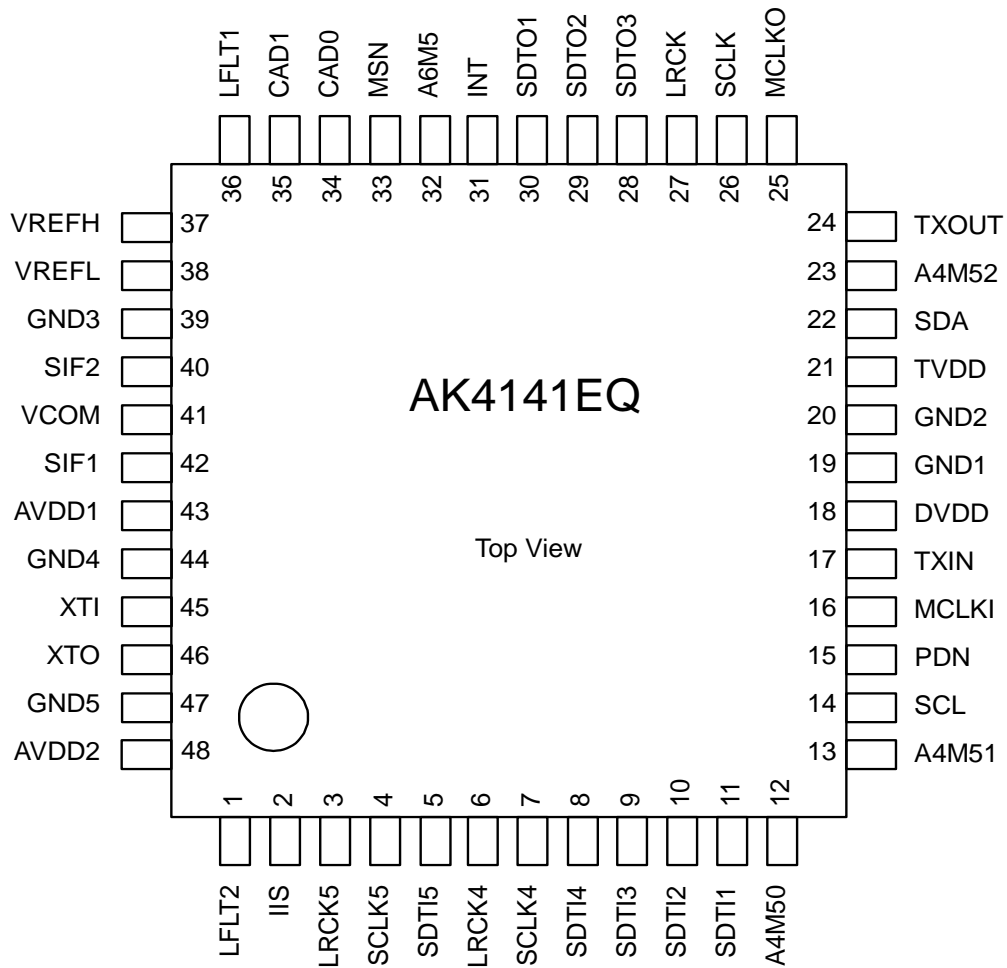 LFLT1 CAD1 CAD0 MSN A6M5 INT SDTO1 SDTO2 SDTO3 LRCK SCLK MCLKO
36 35 34 33 32 31 30 29 28 27 26 25
VREFH 37 24 TXOUT
VREFL 38 23 A4M52
GND3 39 22 SDA
SIF2 40 21 TVDD
AK4141EQ
VCOM 41 20 GND2
SIF1 42 19 GND1
AVDD1 43 18 DVDD
Top View
GND4 44 17 TXIN
XTI 45 16 MCLKI
XTO 46 15 PDN
GND5 47 14 SCL
AVDD2 48 13 A4M51
1 2 3 4 5 6 7 8 9 10 11 12
LFLT2 IIS LRCK5 SCLK5 SDTI5 LRCK4 SCLK4 SDTI4 SDTI3 SDTI2 SDTI1 A4M50